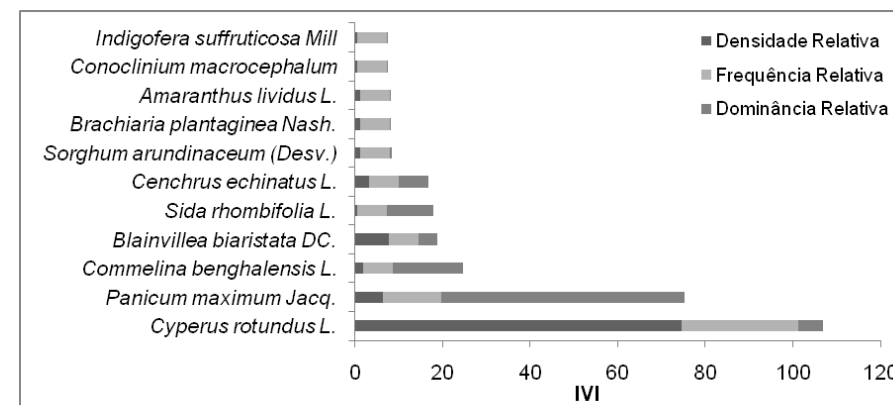 Indigofera suffruticosa Mill
Conoclinium macrocephalum
Amaranthus lividus L.
Brachiaria plantaginea Nash.
Sorghum arundinaceum (Desv.)
Cenchrus echinatus L.
Sida rhombifolia L.
Blainvillea biaristata DC.
Commelina benghalensis L.
Panicum maximum Jacq.
Cyperus rotundus L.
Densidade Relativa
Frequência Relativa
Dominância Relativa
0 20 40 60 80 100 120
IVI